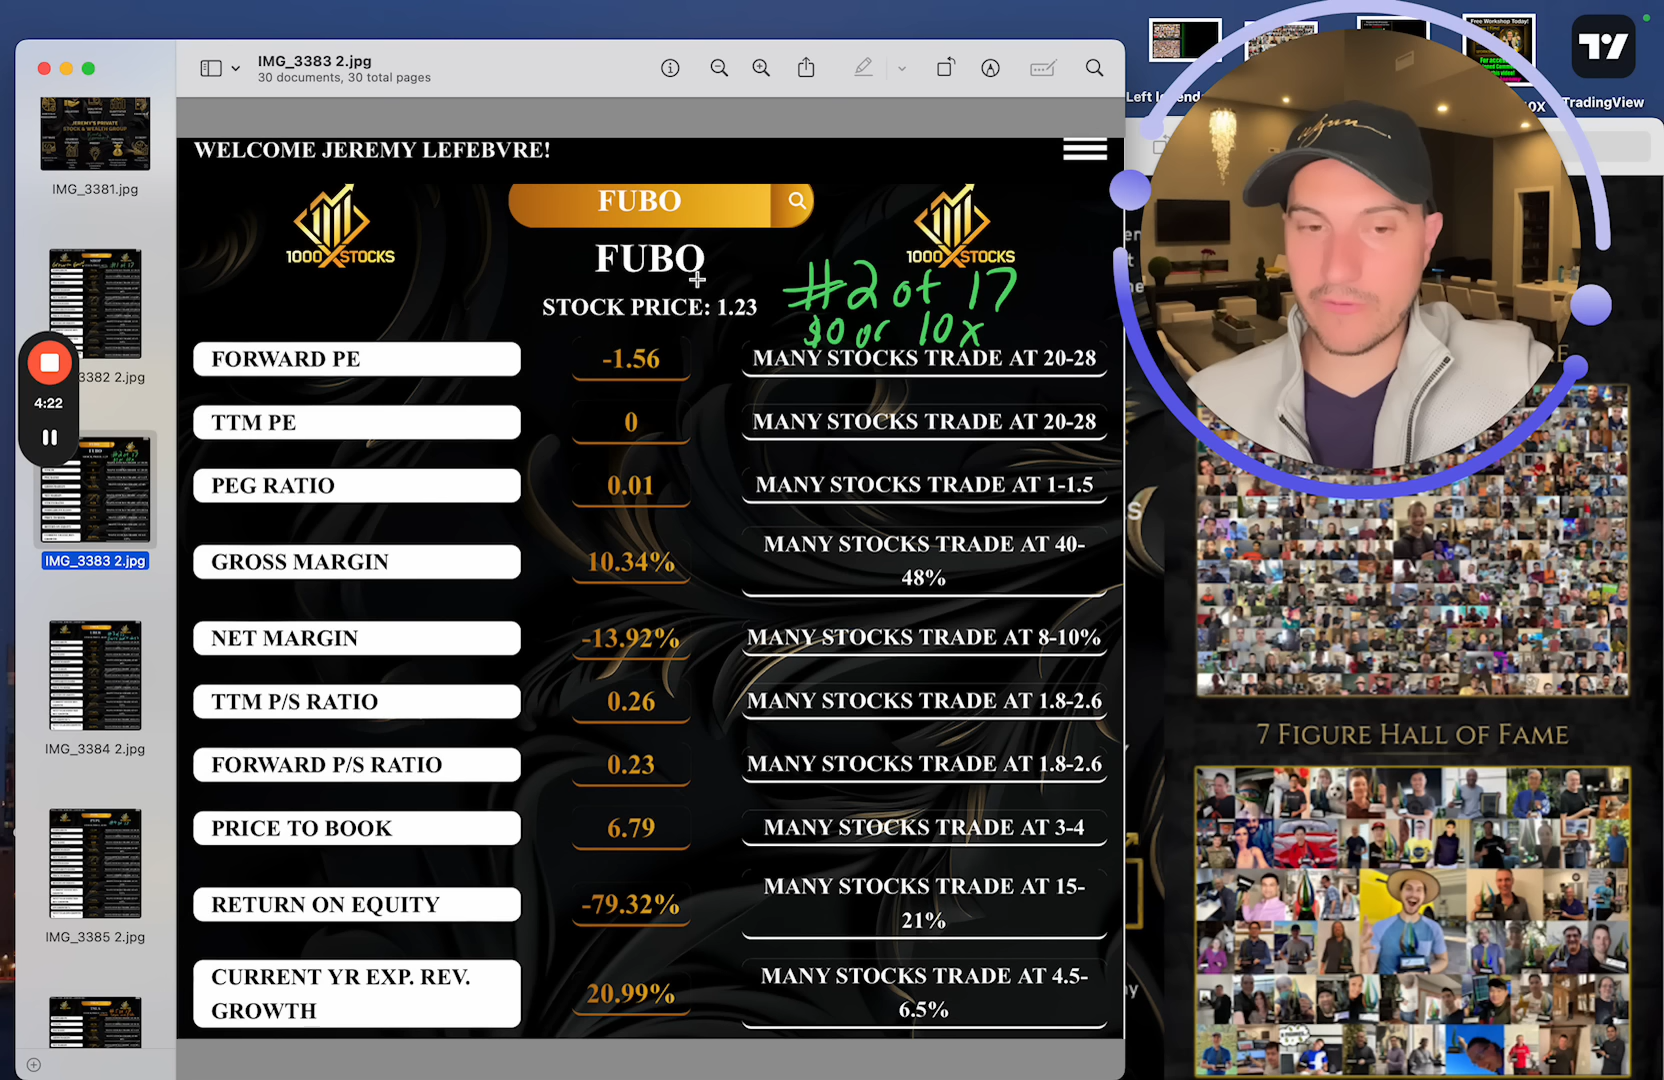 IMG_3383 2.jpg
30 documents, 30 total pages
IMG_3381.jpg
3382 2.jpg
4:22
IMG_3383 2.jpg
IMG_3384 2.jpg
IMG_3385 2.jpg
WELCOME JEREMY LEFEBVRE!
FUBO
1000XSTOCKS
FUBO
1000XSTOCKS
STOCK PRICE: 1.23
#2 of 17
$0 or 10x
FORWARD PE -1.56 MANY STOCKS TRADE AT 20-28
TTM PE 0 MANY STOCKS TRADE AT 20-28
PEG RATIO 0.01 MANY STOCKS TRADE AT 1-1.5
GROSS MARGIN 10.34% MANY STOCKS TRADE AT 40-
48%
NET MARGIN -13.92% MANY STOCKS TRADE AT 8-10%
TTM P/S RATIO 0.26 MANY STOCKS TRADE AT 1.8-2.6
FORWARD P/S RATIO 0.23 MANY STOCKS TRADE AT 1.8-2.6
PRICE TO BOOK 6.79 MANY STOCKS TRADE AT 3-4
RETURN ON EQUITY -79.32% MANY STOCKS TRADE AT 15-
21%
CURRENT YR EXP. REV.
GROWTH 20.99% MANY STOCKS TRADE AT 4.5-
6.5%
Free Workshop Today!
Left
TradingView
7 FIGURE HALL OF FAME